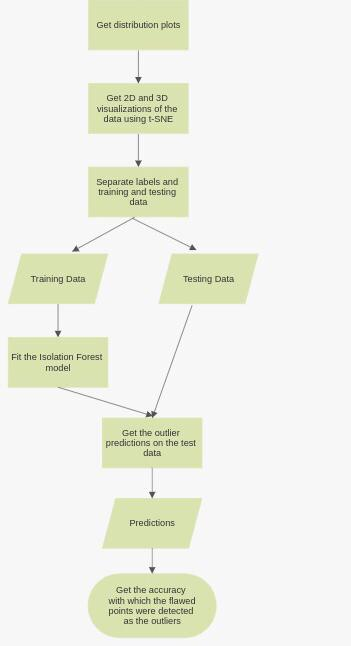 Get distribution plots
Get 2D and 3D
visualizations of the
data using t-SNE
Separate labels and
training and testing
data
Training Data
Testing Data
Fit the Isolation Forest
model
Get the outlier
predictions on the test
data
Predictions
Get the accuracy
with which the flawed
points were detected
as the outliers